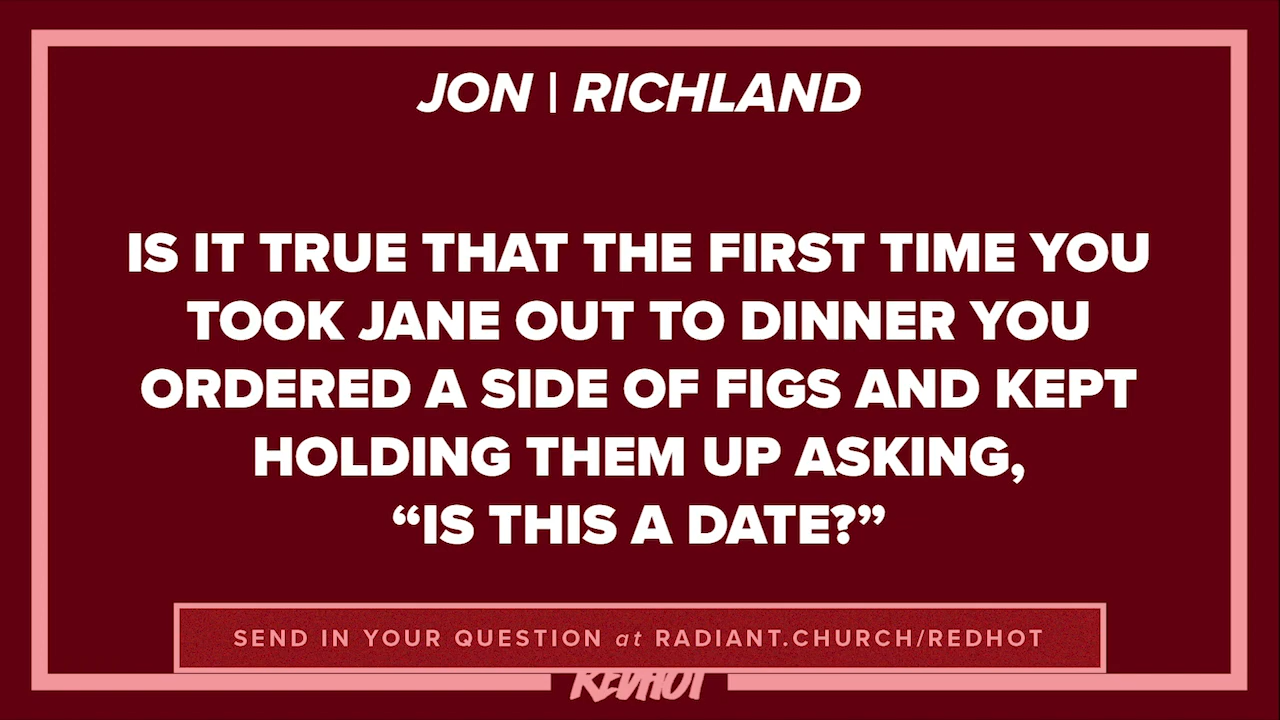 JON | RICHLAND
IS IT TRUE THAT THE FIRST TIME YOU
TOOK JANE OUT TO DINNER YOU
ORDERED A SIDE OF FIGS AND KEPT
HOLDING THEM UP ASKING,
“IS THIS A DATE?”
SEND IN YOUR QUESTION at RADIANT.CHURCH/REDHOT
REDHOT